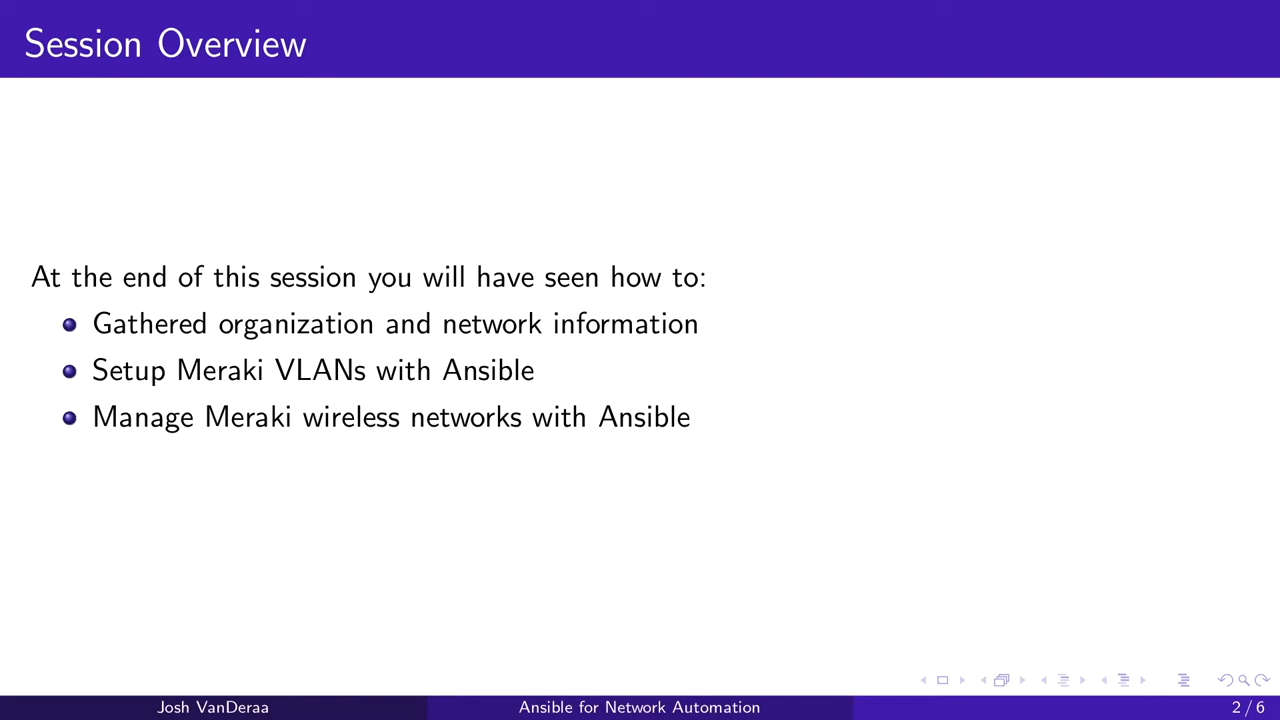 Session Overview
At the end of this session you will have seen how to:
Gathered organization and network information
Setup Meraki VLANs with Ansible
Manage Meraki wireless networks with Ansible
Josh VanDeraa
Ansible for Network Automation
2 / 6